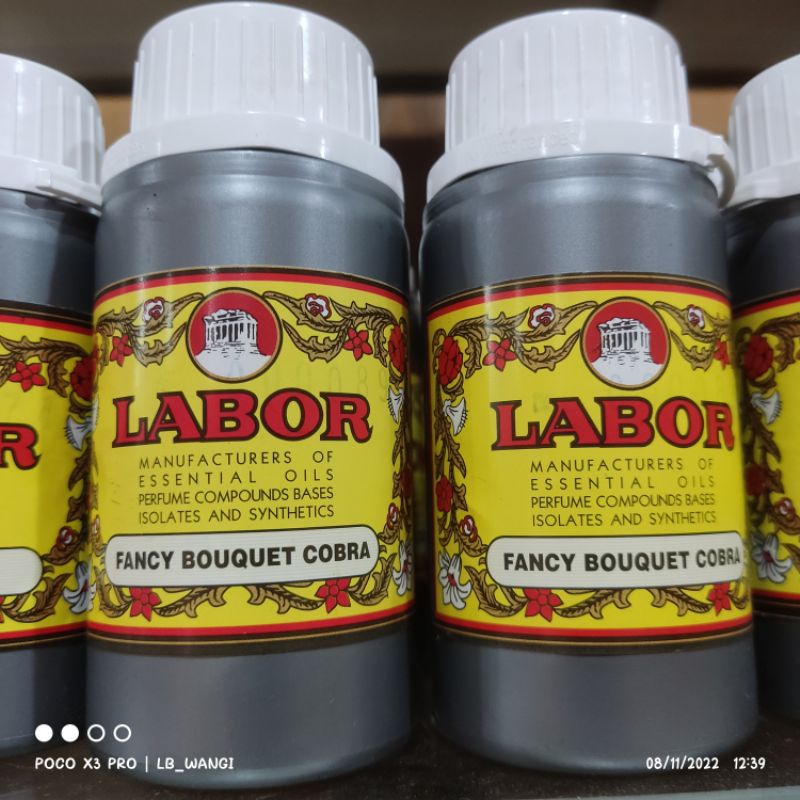 LABOR
MANUFACTURERS OF
ESSENTIAL OILS
PERFUME COMPOUNDS BASES
ISOLATES AND SYNTHETICS
FANCY BOUQUET COBRA
LABOR
MANUFACTURERS OF
ESSENTIAL OILS
PERFUME COMPOUNDS BASES
ISOLATES AND SYNTHETICS
FANCY BOUQUET COBRA
R
POCO X3 PRO | LB_WANGI
08/11/2022 12:39